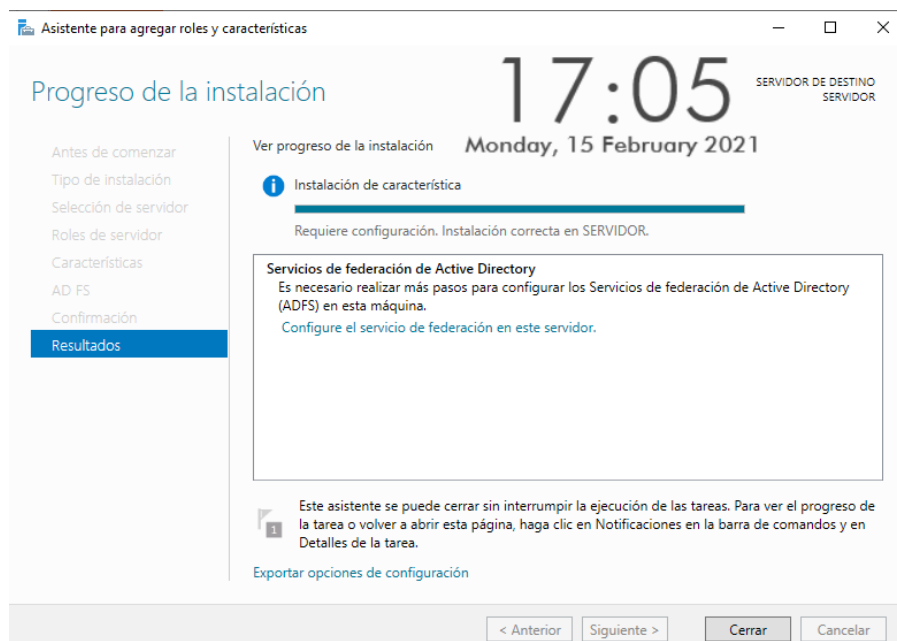 Asistente para agregar roles y características
Progreso de la instalación
17:05
Monday, 15 February 2021
SERVIDOR DE DESTINO
SERVIDOR
Antes de comenzar
Tipo de instalación
Selección de servidor
Roles de servidor
Características
AD FS
Confirmación
Resultados
Ver progreso de la instalación
Instalación de característica
Requiere configuración. Instalación correcta en SERVIDOR.
Servicios de federación de Active Directory
Es necesario realizar más pasos para configurar los Servicios de federación de Active Directory
(ADFS) en esta máquina.
Configure el servicio de federación en este servidor.
1
Este asistente se puede cerrar sin interrumpir la ejecución de las tareas. Para ver el progreso de
la tarea o volver a abrir esta página, haga clic en Notificaciones en la barra de comandos y en
Detalles de la tarea.
Exportar opciones de configuración
< Anterior
Siguiente >
Cerrar
Cancelar